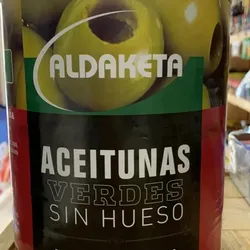 ALDAKETA
ACEITUNAS
VERDES
SIN HUESO